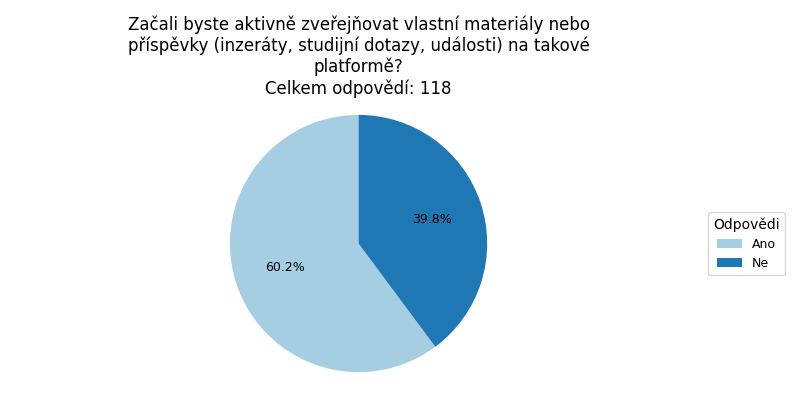 Začali byste aktivně zveřejňovat vlastní materiály nebo
příspěvky (inzeráty, studijní dotazy, události) na takové
platformě?
Celkem odpovědí: 118
39.8%
60.2%
Odpovědi
Ano
Ne